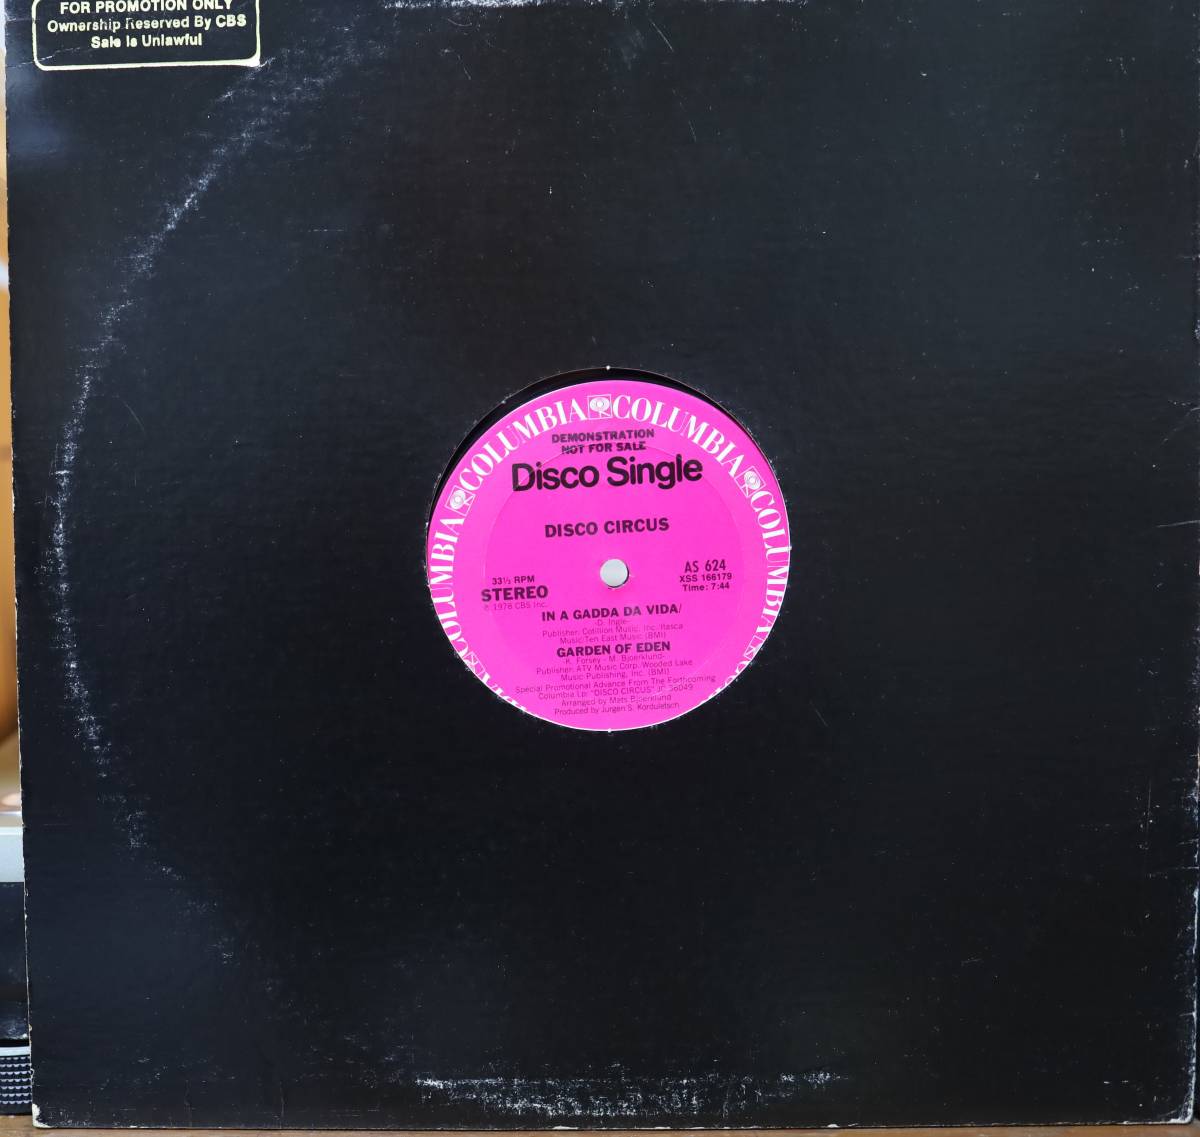 FOR PROMOTION ONLY
Ownership Reserved By CBS
Sale is Unlawful
COLUMBIA COLUMBIA COLUMBIA COLUMBIA
DEMONSTRATION
NOT FOR SALE
Disco Single
DISCO CIRCUS
33⅓ RPM
STEREO
℗ 1978 CBS Inc.
AS 624
XSS 166179
Time: 7:44
IN A GADDA DA VIDA/
-D. Ingle-
Publisher: Cotillion Music, Inc./Itasca
Music/Ten East Music (BMI)
GARDEN OF EDEN
-K. Forsey - M. Bjoerklund-
Publisher: ATV Music Corp. Wooded Lake
Music Publishing, Inc. (BMI)
Special Promotional Advance From The Forthcoming
Columbia Lp: "DISCO CIRCUS" JC 36049
Arranged by Mats Bjoerklund
Produced by Jurgen S. Korduletsch